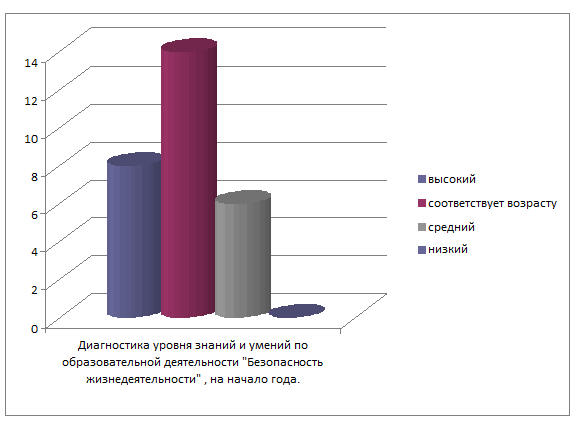 14
12
10
8
6
4
2
0
высокий
соответствует возрасту
средний
низкий
Диагностика уровня знаний и умений по
образовательной деятельности "Безопасность
жизнедеятельности" , на начало года.